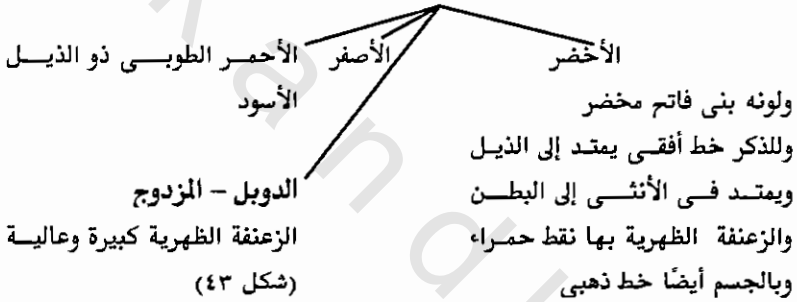 الأخضر
ولونه بنى فاتح مخضر
وللذكر خط أفقى يمتد إلى الذيل
ويمتد فى الأنثى إلى البطن
والزعنفة الظهرية بها نقط حمراء
وبالجسم أيضًا خط ذهبى
الأصفر
الأحمر الطوبى ذو الذيل
الأسود
الدوبل – المزدوج
الزعنفة الظهرية كبيرة وعالية
(شكل ٤٣)